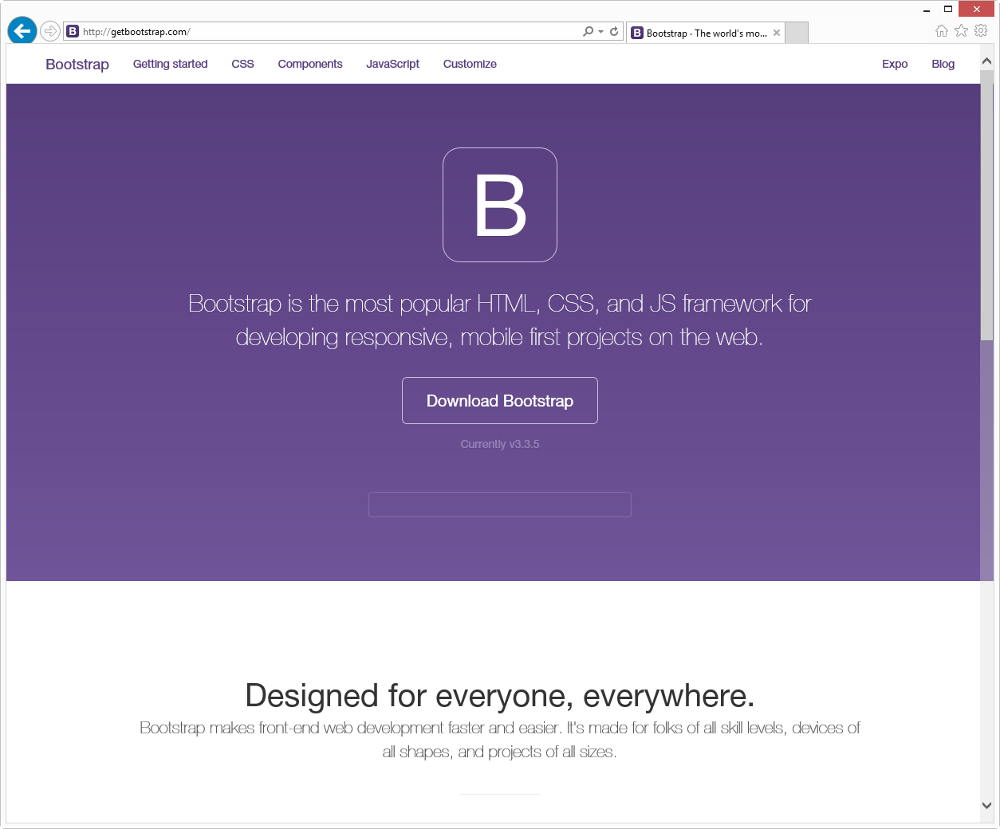 http://getbootstrap.com/
B Bootstrap · The world's mo...
Bootstrap Getting started CSS Components JavaScript Customize Expo Blog
B
Bootstrap is the most popular HTML, CSS, and JS framework for
developing responsive, mobile first projects on the web.
Download Bootstrap
Currently v3.3.5
Designed for everyone, everywhere.
Bootstrap makes front-end web development faster and easier. It's made for folks of all skill levels, devices of
all shapes, and projects of all sizes.